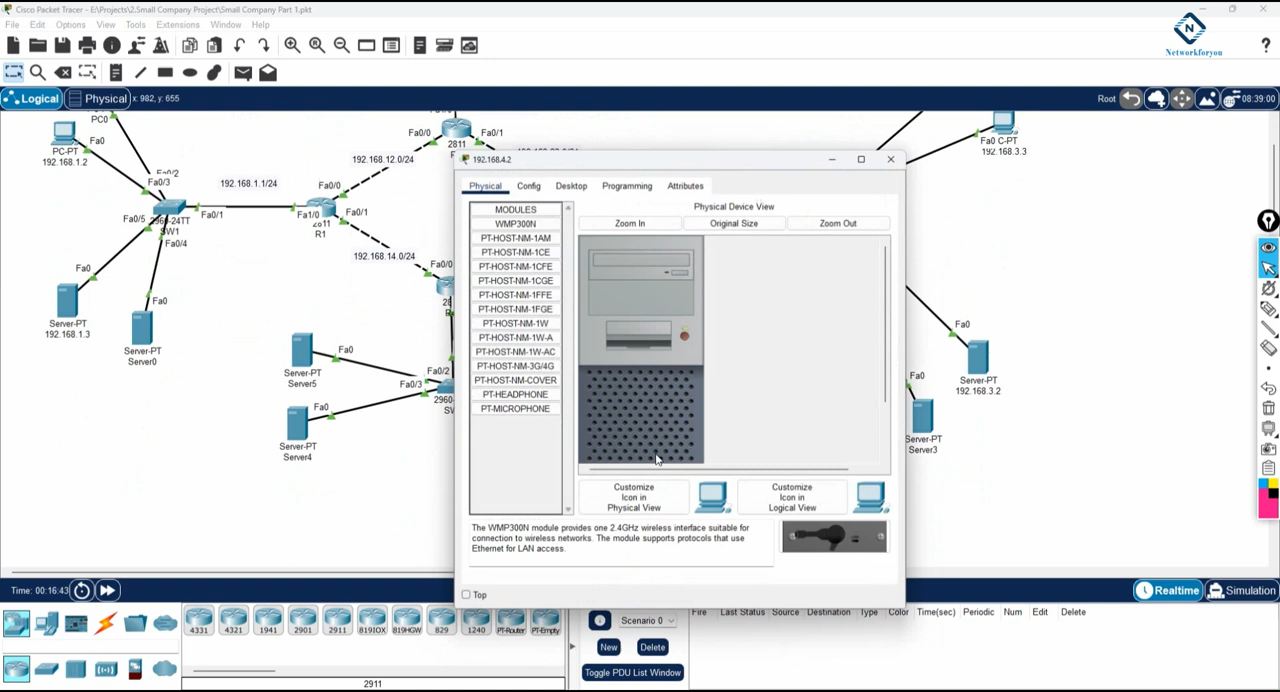 Cisco Packet Tracer - E:\Projects\2.Small Company Project\Small Company Part 1.pkt
File Edit Options View Tools Extensions Window Help
N
Networkforyou
?
Logical Physical x: 982, y: 655
Root 08:39:00
PC0
Fa0
PC-PT
192.168.1.2
Fa0/2
Fa0/3
Fa0/5 2960-24TT Fa0/1
SW1
Fa0/4
192.168.1.1/24
Fa0/0
Fa1/0 Fa0/1
2811
R1
192.168.12.0/24
Fa0/0 Fa0/1
2811
192.168.14.0/24
Fa0/0
Fa0
Server-PT
192.168.1.3
Fa0
Server-PT
Server0
Fa0
Server-PT
Server5
Fa0/2
Fa0/3
2960
SW
Fa0
Server-PT
Server4
Fa0 C-PT
192.168.3.3
Fa0
Server-PT
192.168.3.2
Fa0
Server-PT
Server3
192.168.4.2
Physical Config Desktop Programming Attributes
MODULES
WMP300N
PT-HOST-NM-1AM
PT-HOST-NM-1CE
PT-HOST-NM-1CFE
PT-HOST-NM-1CGE
PT-HOST-NM-1FFE
PT-HOST-NM-1FGE
PT-HOST-NM-1W
PT-HOST-NM-1W-A
PT-HOST-NM-1W-AC
PT-HOST-NM-3G/4G
PT-HOST-NM-COVER
PT-HEADPHONE
PT-MICROPHONE
Physical Device View
Zoom In Original Size Zoom Out
Customize
Icon in
Physical View
Customize
Icon in
Logical View
The WMP300N module provides one 2.4GHz wireless interface suitable for
connection to wireless networks. The module supports protocols that use
Ethernet for LAN access.
Top
Time: 00:16:43
Realtime Simulation
4331 4321 1941 2901 2911 819IOX 819HGW 829 1240 PT-Router PT-Empty
2911
Scenario 0
New Delete
Toggle PDU List Window
Fire Last Status Source Destination Type Color Time(sec) Periodic Num Edit Delete